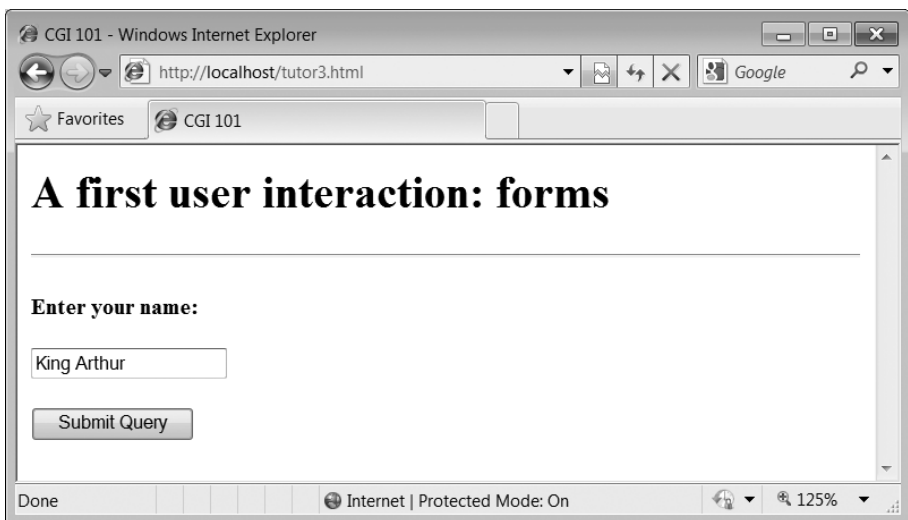 CGI 101 - Windows Internet Explorer
http://localhost/tutor3.html
Google
Favorites
CGI 101
A first user interaction: forms
Enter your name:
King Arthur
Submit Query
Done
Internet | Protected Mode: On
125%